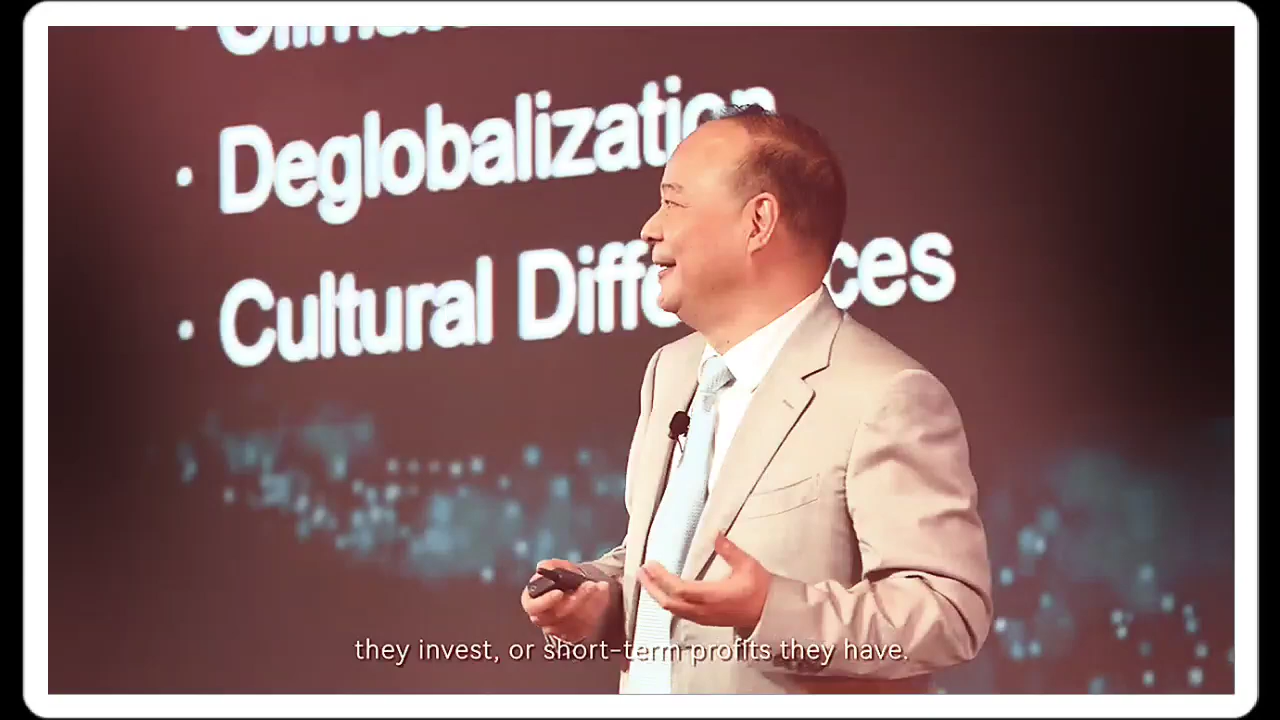 • Deglobalization
• Cultural
they invest, or short-term profits they have.